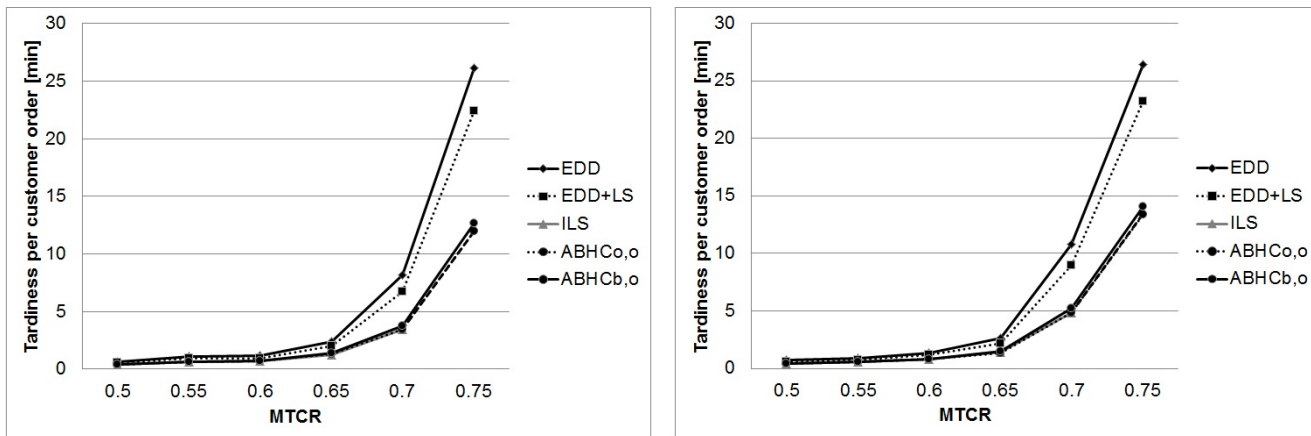 Tardiness per customer order [min]
30
25
20
15
10
5
0
0.5 0.55 0.6 0.65 0.7 0.75
MTCR
EDD
EDD+LS
ILS
ABHCo,o
ABHCb,o
Tardiness per customer order [min]
30
25
20
15
10
5
0
0.5 0.55 0.6 0.65 0.7 0.75
MTCR
EDD
EDD+LS
ILS
ABHCo,o
ABHCb,o